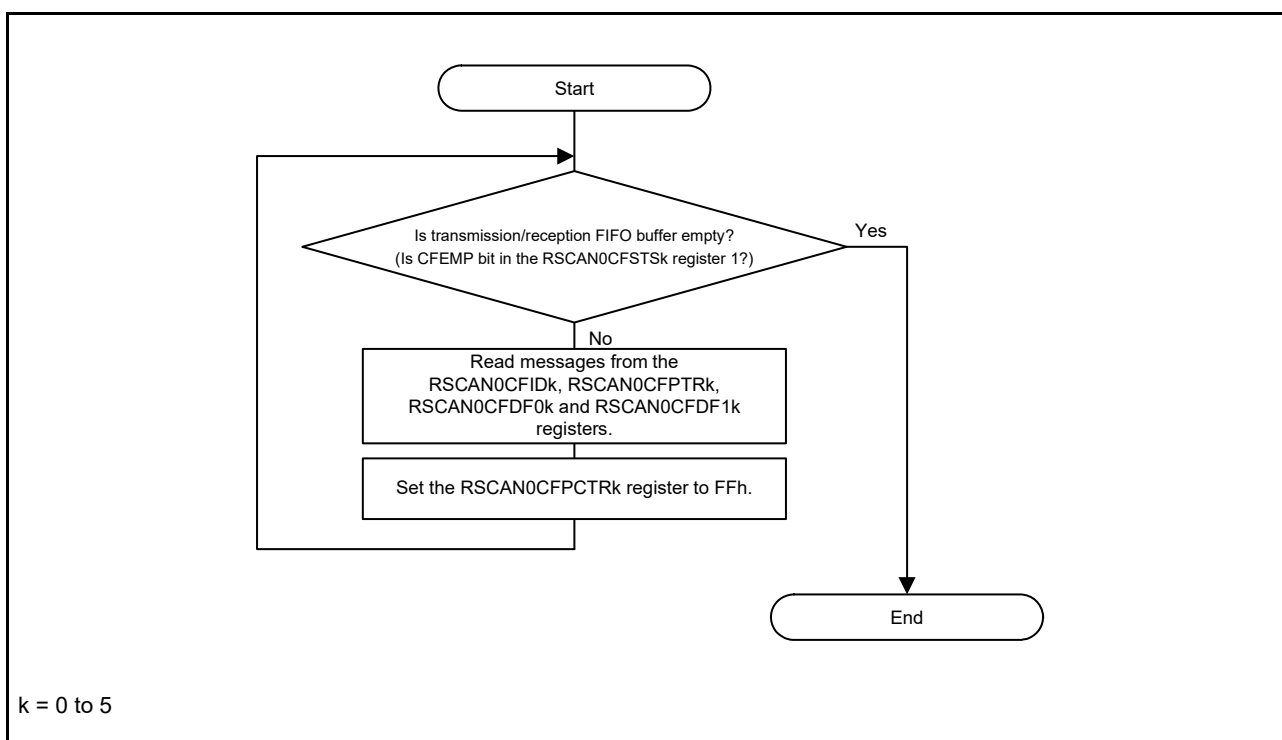 Start
Is transmission/reception FIFO buffer empty?
(Is CFEMP bit in the RSCAN0CFSTSk register 1?)
Yes
No
Read messages from the
RSCAN0CFIDk, RSCAN0CFPTRk,
RSCAN0CFDF0k and RSCAN0CFDF1k
registers.
Set the RSCAN0CFPCTRk register to FFh.
End
k = 0 to 5